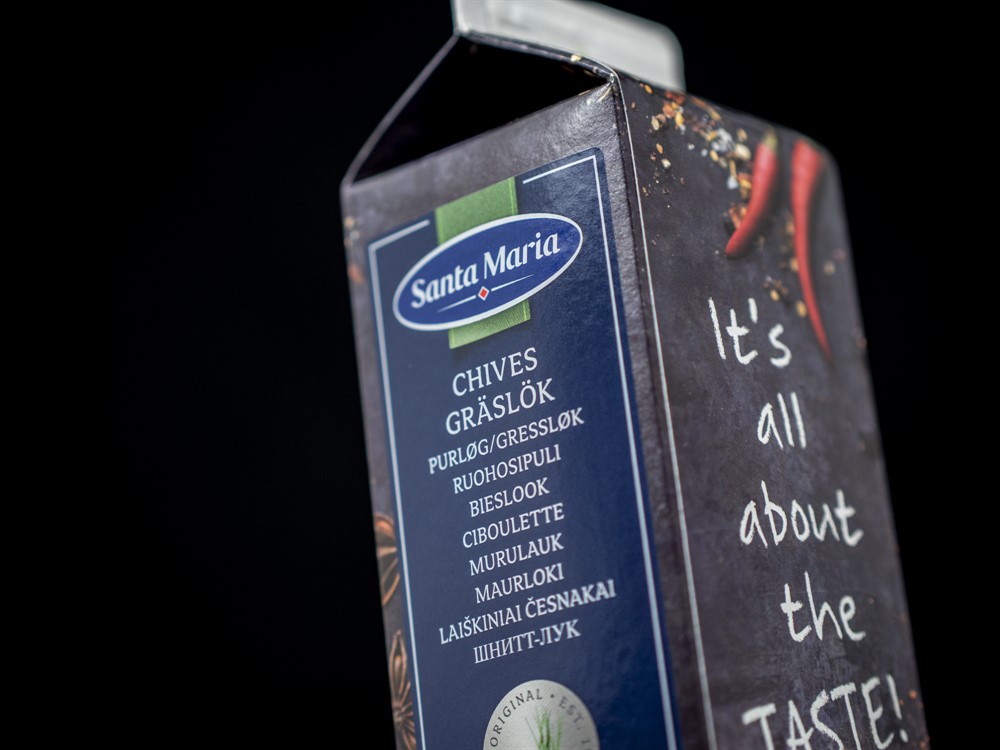 Santa Maria
CHIVES
GRÄSLÖK
PURLØG/GRESSLØK
RUOHOSIPULI
BIESLOOK
CIBOULETTE
MURULAUK
MAURLOKI
LAIŠKINIAI ČESNAKAI
ШНИТТ-ЛУК
ORIGINAL • EST.
It's
all
about
the
TASTE!